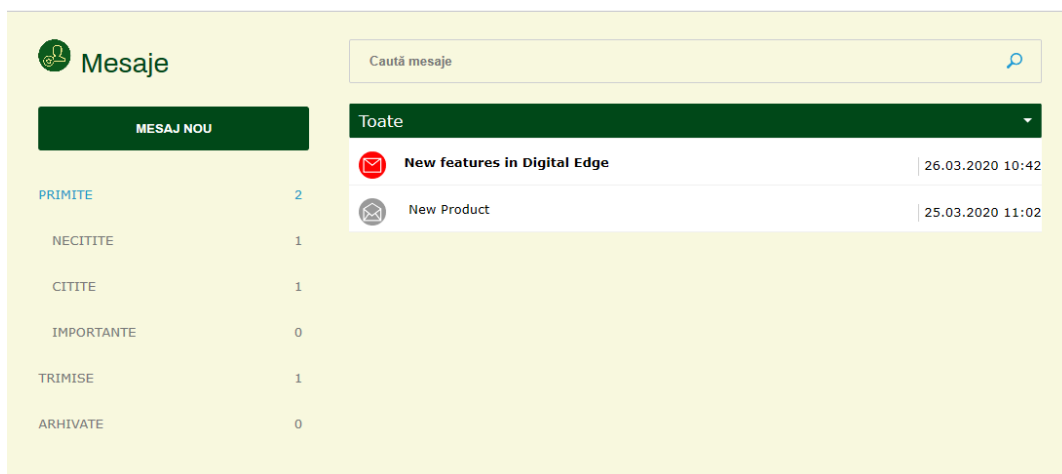 Mesaje
MESAJ NOU
PRIMITE 2
NECITITE 1
CITITE 1
IMPORTANTE 0
TRIMISE 1
ARHIVATE 0
Caută mesaje
Toate
New features in Digital Edge 26.03.2020 10:42
New Product 25.03.2020 11:02